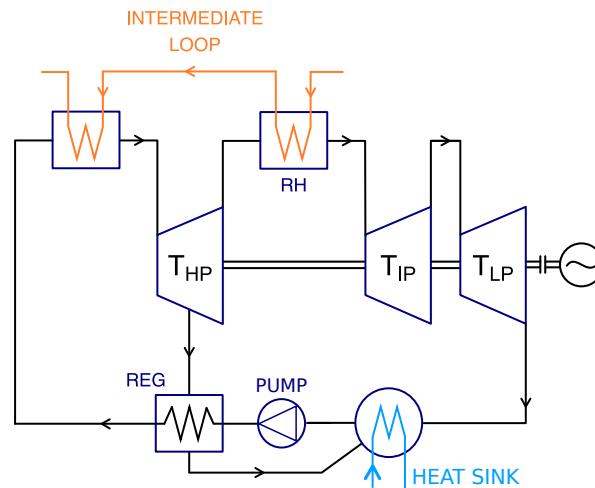 INTERMEDIATE
LOOP
RH
THP
TIP
TLP
REG
PUMP
HEAT SINK